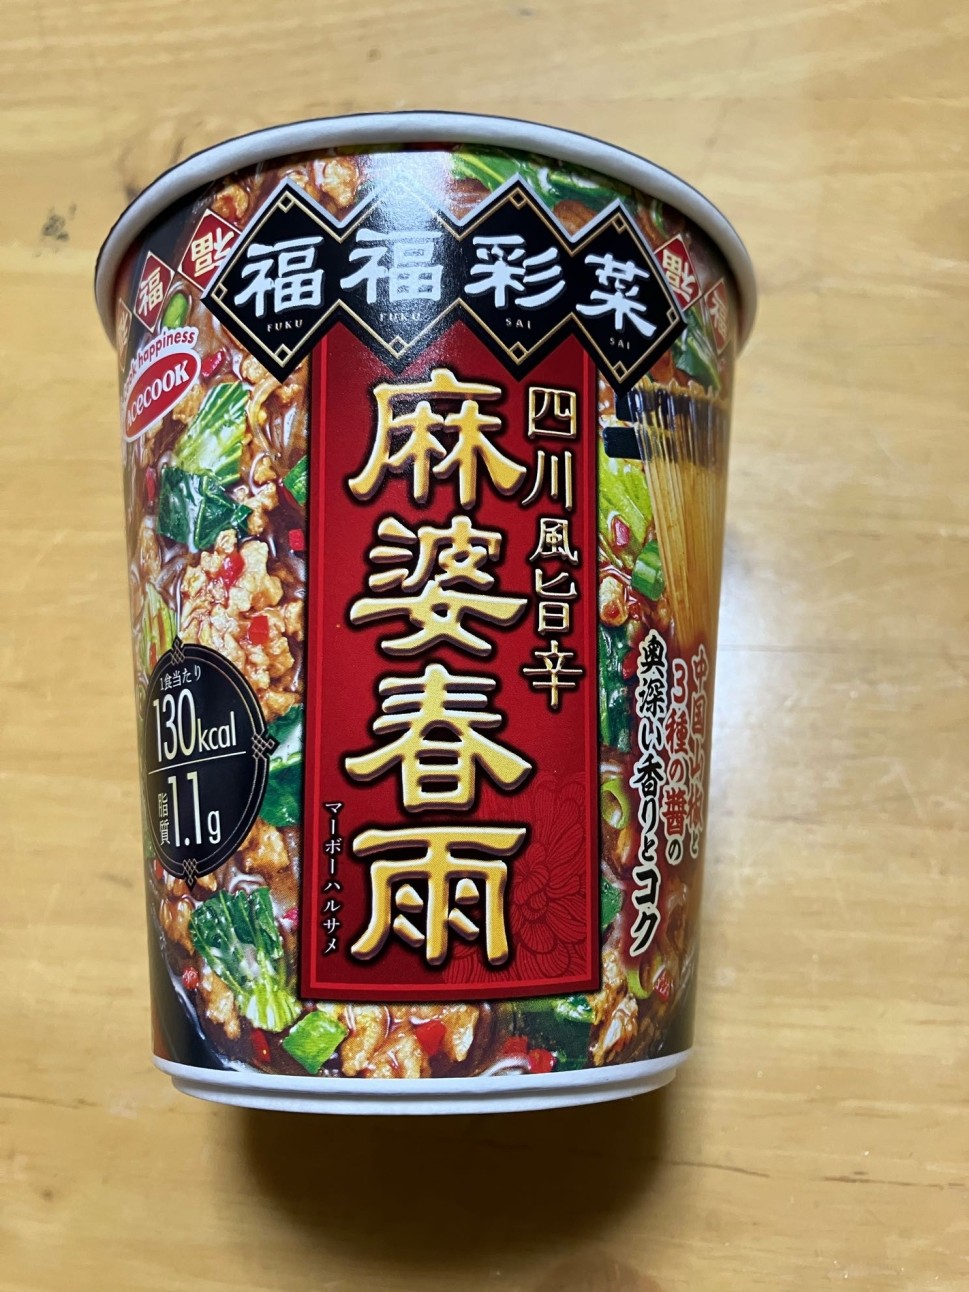 福福彩菜
FUKU FUKU SAI SAI
福
福
福
福
happiness
Acecook
四川風旨辛
麻婆春雨
マーボーハルサメ
1食当たり
130kcal
脂質1.1g
中国山椒と
3種の醤の
奥深い香りとコク